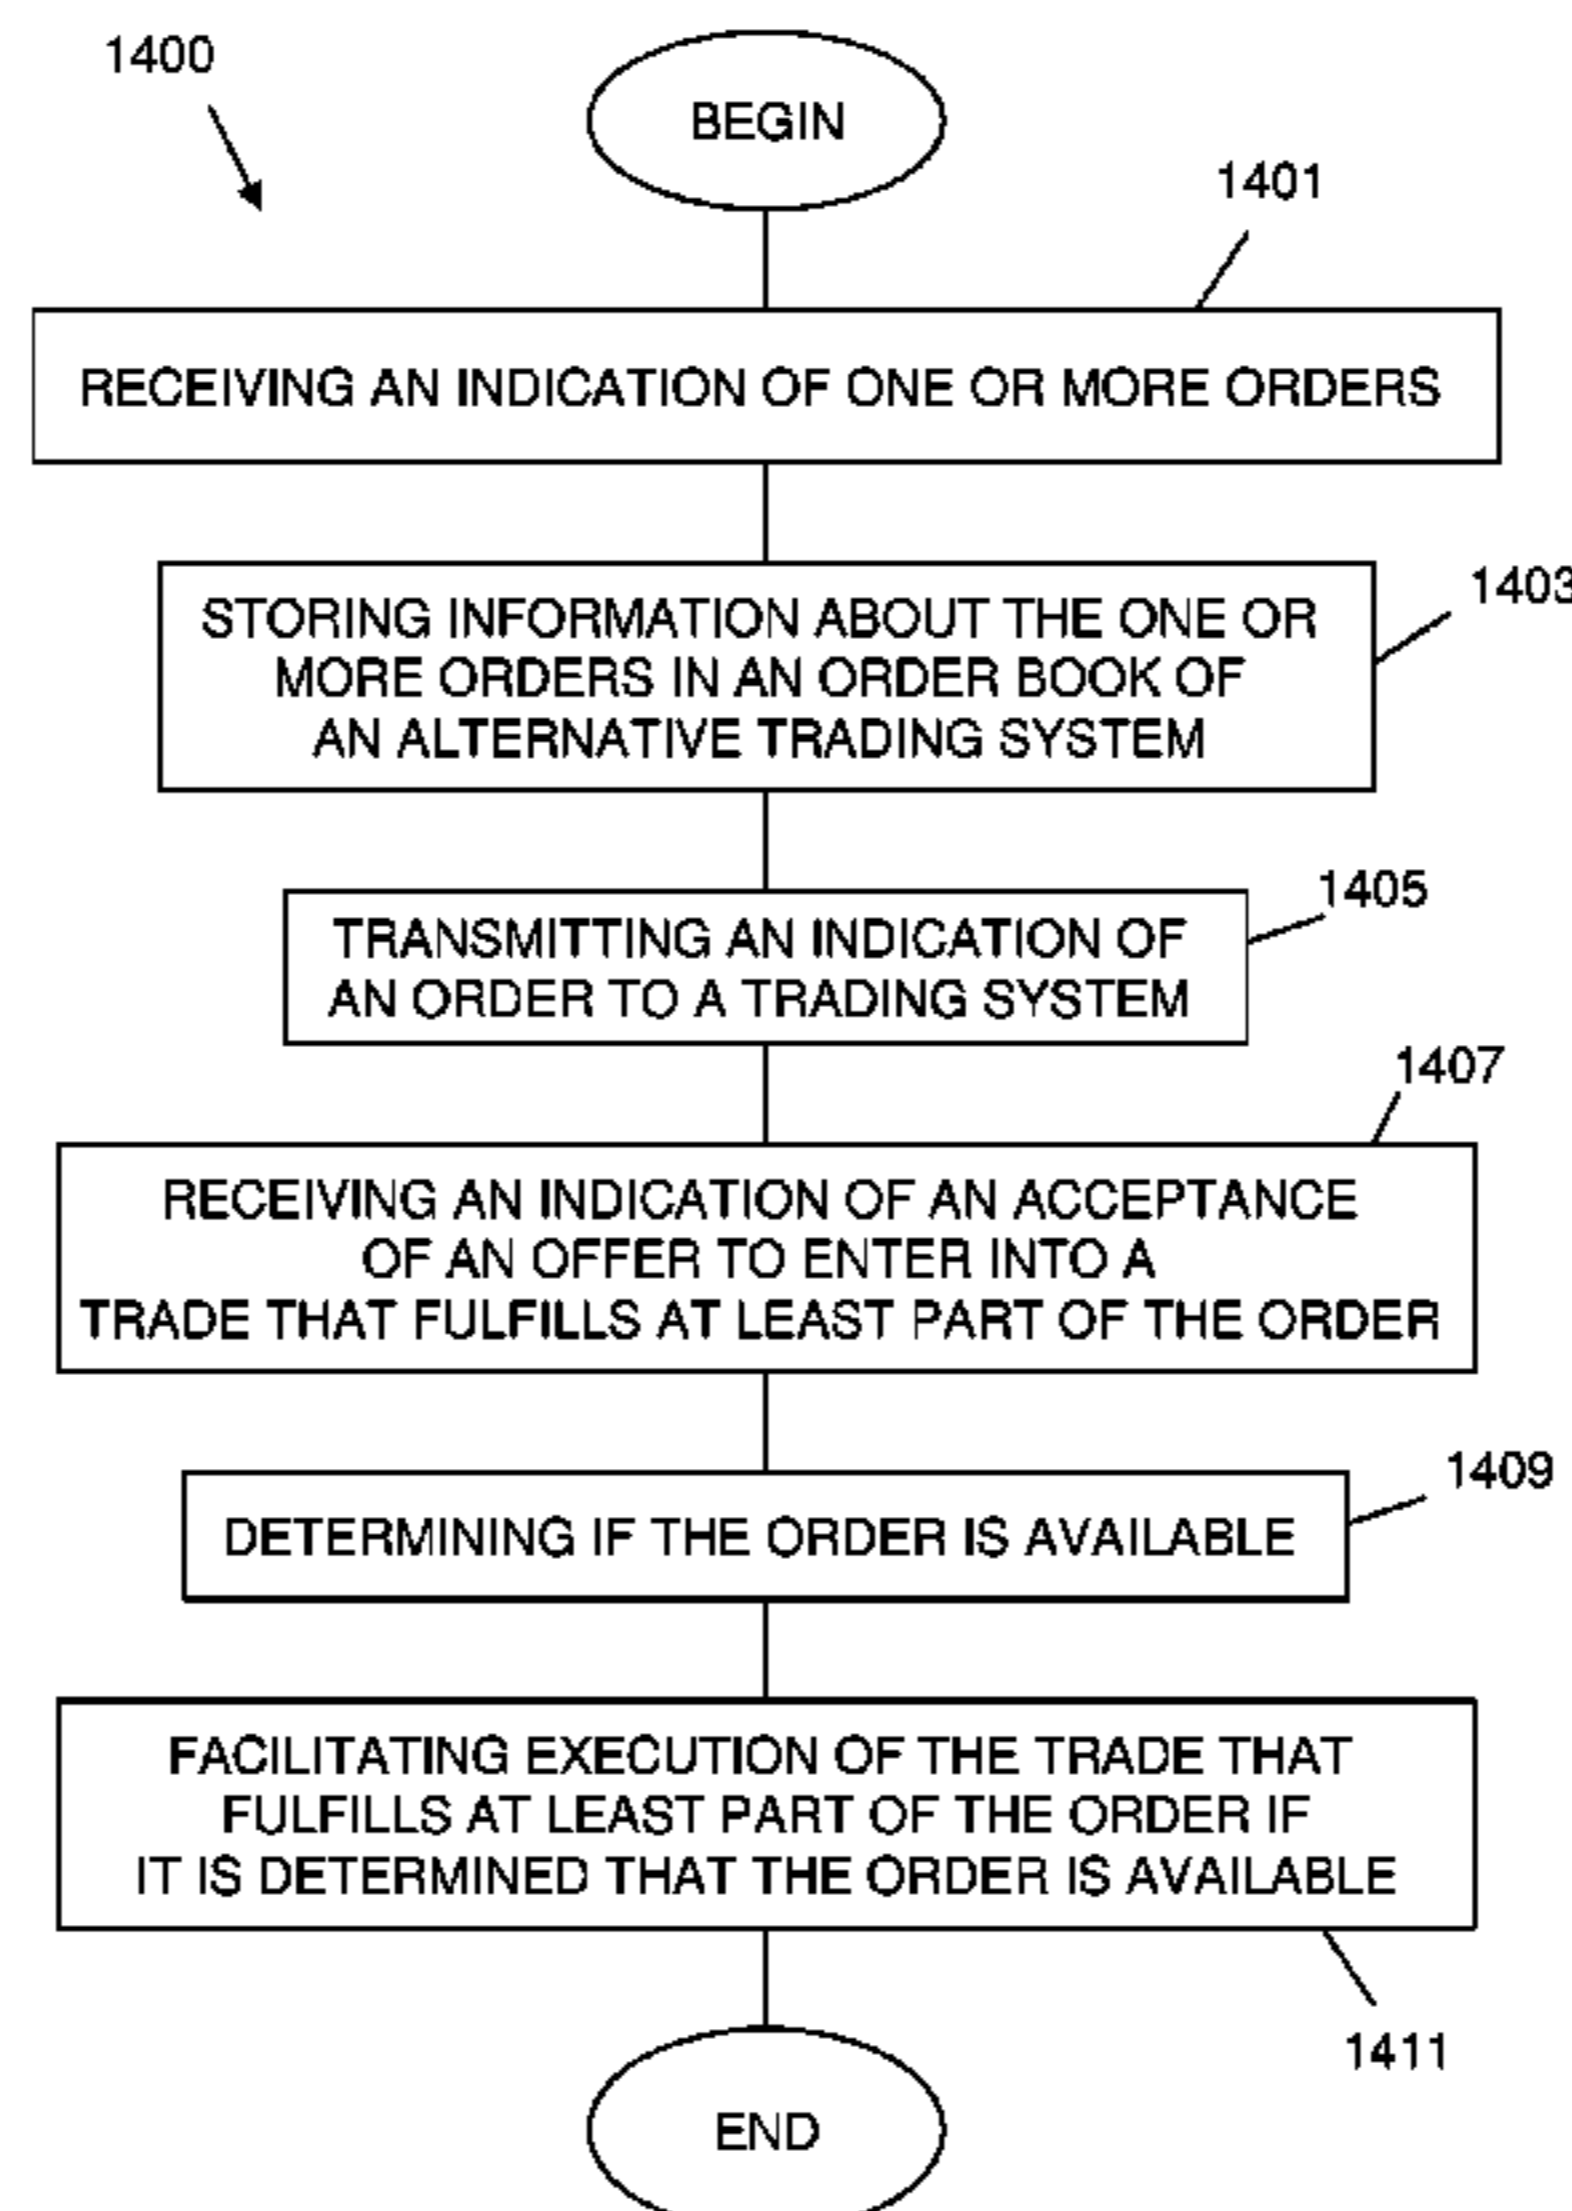 1400
BEGIN
1401
RECEIVING AN INDICATION OF ONE OR MORE ORDERS
1403
STORING INFORMATION ABOUT THE ONE OR
MORE ORDERS IN AN ORDER BOOK OF
AN ALTERNATIVE TRADING SYSTEM
1405
TRANSMITTING AN INDICATION OF
AN ORDER TO A TRADING SYSTEM
1407
RECEIVING AN INDICATION OF AN ACCEPTANCE
OF AN OFFER TO ENTER INTO A
TRADE THAT FULFILLS AT LEAST PART OF THE ORDER
1409
DETERMINING IF THE ORDER IS AVAILABLE
FACILITATING EXECUTION OF THE TRADE THAT
FULFILLS AT LEAST PART OF THE ORDER IF
IT IS DETERMINED THAT THE ORDER IS AVAILABLE
1411
END